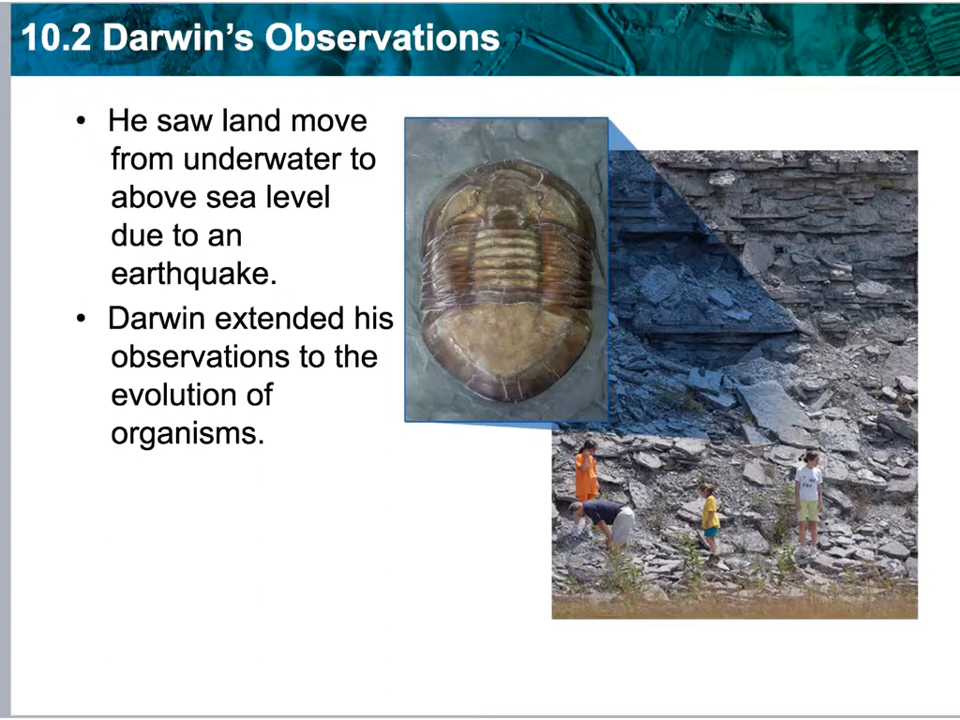 10.2 Darwin's Observations
• He saw land move
from underwater to
above sea level
due to an
earthquake.
• Darwin extended his
observations to the
evolution of
organisms.